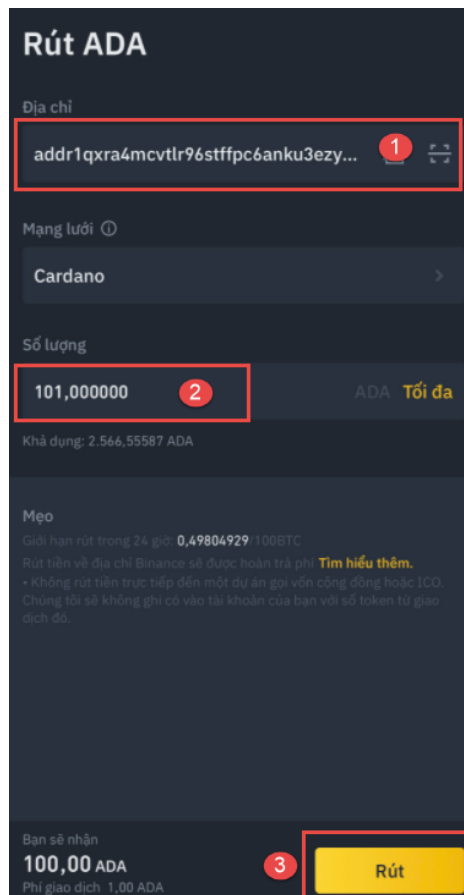 Rút ADA
Địa chỉ
addr1qxra4mcvtlr96stffpc6anku3ezy... 1
Mạng lưới
Cardano
Số lượng
101,000000 2 ADA Tối đa
Khả dụng: 2.566,55587 ADA
Mẹo
Giới hạn rút trong 24 giờ: 0,49804929/100BTC
Rút tiền về địa chỉ Binance sẽ được hoàn trả phí Tìm hiểu thêm.
• Không rút tiền trực tiếp đến một dự án gọi vốn cộng đồng hoặc ICO.
Chúng tôi sẽ không ghi có vào tài khoản của bạn với số token từ giao
dịch đó.
Bạn sẽ nhận
100,00 ADA 3 Rút
Phí giao dịch 1,00 ADA